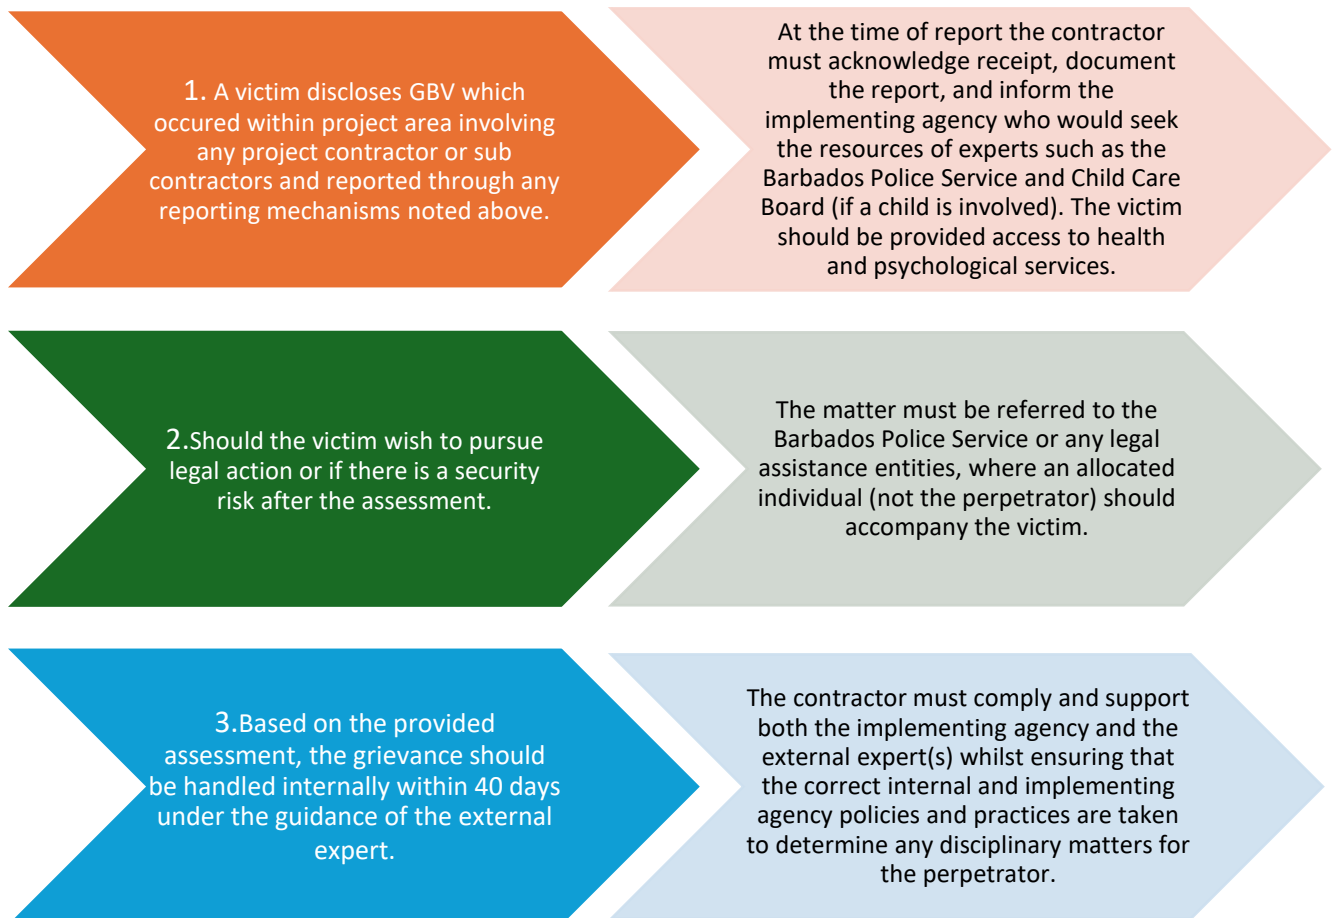 1. A victim discloses GBV which
occured within project area involving
any project contractor or sub
contractors and reported through any
reporting mechanisms noted above.
At the time of report the contractor
must acknowledge receipt, document
the report, and inform the
implementing agency who would seek
the resources of experts such as the
Barbados Police Service and Child Care
Board (if a child is involved). The victim
should be provided access to health
and psychological services.
2.Should the victim wish to pursue
legal action or if there is a security
risk after the assessment.
The matter must be referred to the
Barbados Police Service or any legal
assistance entities, where an allocated
individual (not the perpetrator) should
accompany the victim.
3.Based on the provided
assessment, the grievance should
be handled internally within 40 days
under the guidance of the external
expert.
The contractor must comply and support
both the implementing agency and the
external expert(s) whilst ensuring that
the correct internal and implementing
agency policies and practices are taken
to determine any disciplinary matters for
the perpetrator.